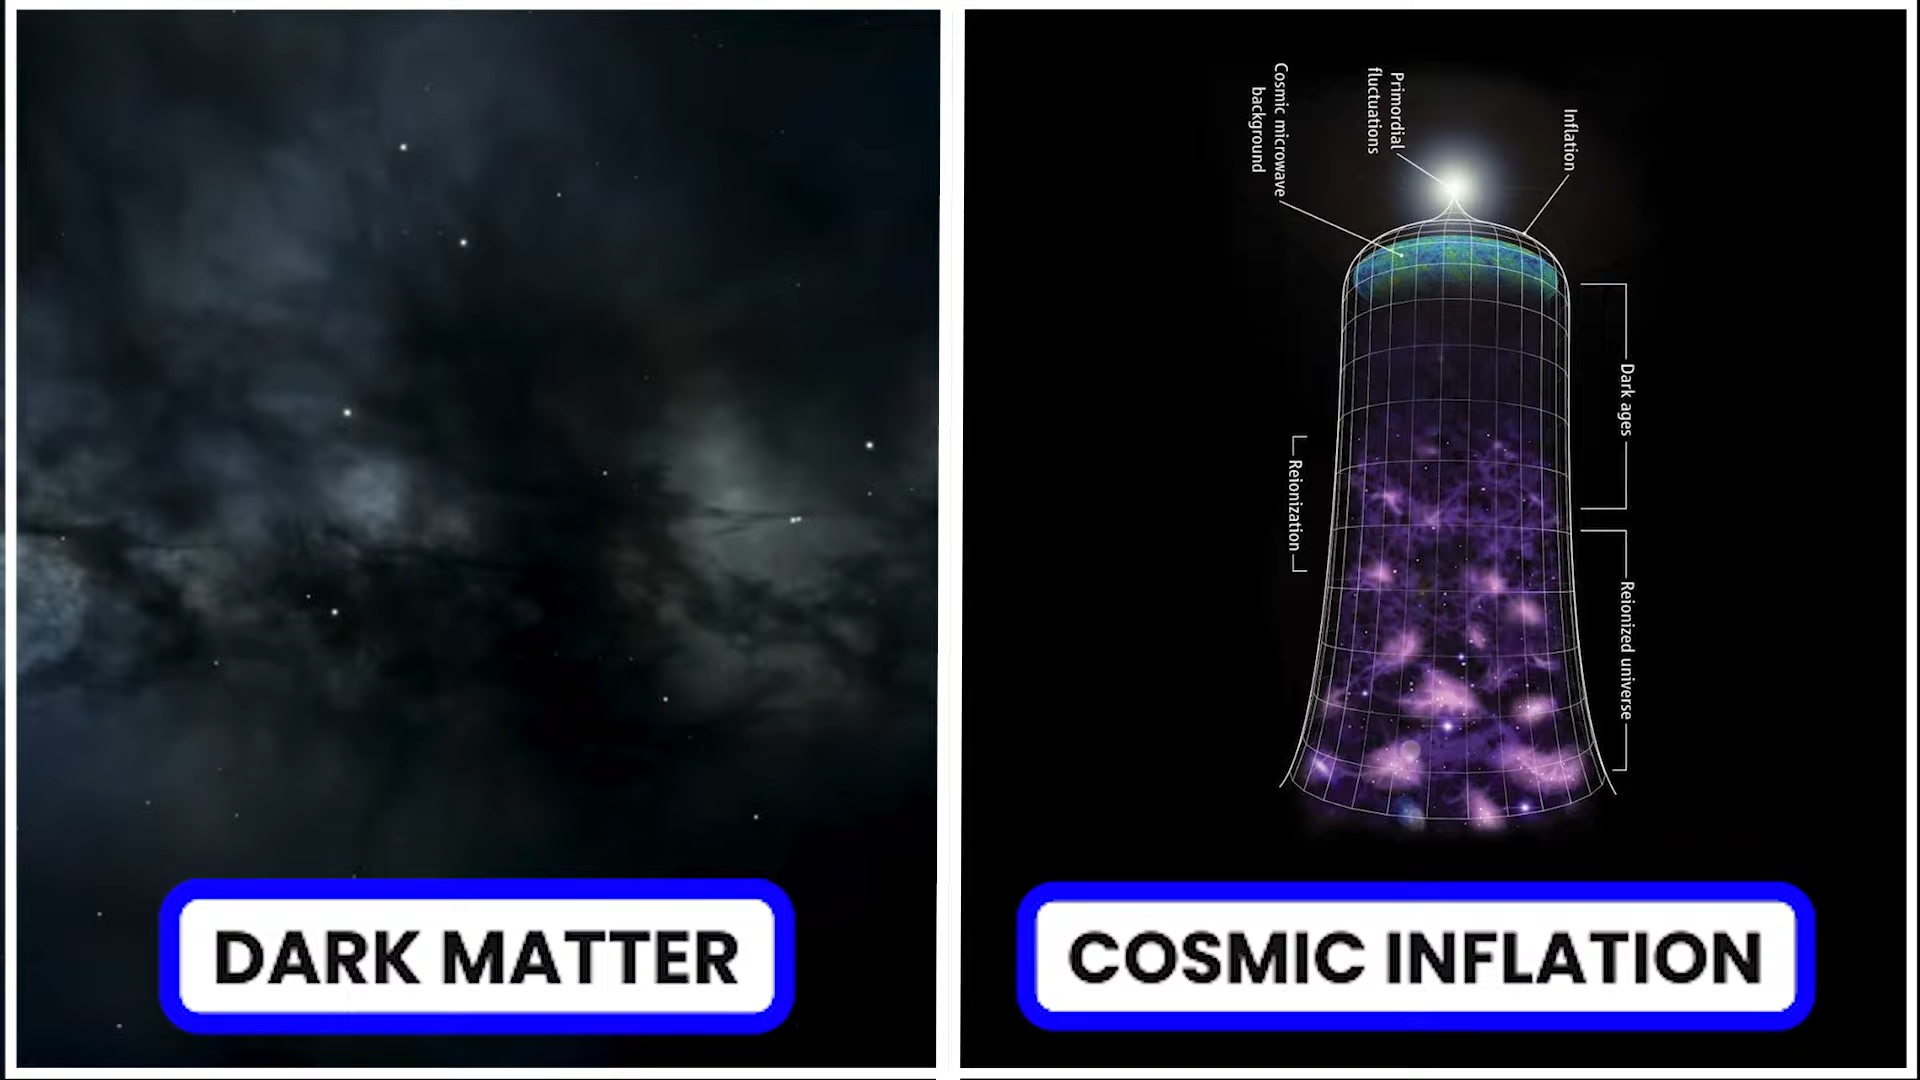 DARK MATTER
Cosmic microwave
background
Primordial
fluctuations
Inflation
Dark ages
Reionization
Reionized universe
COSMIC INFLATION